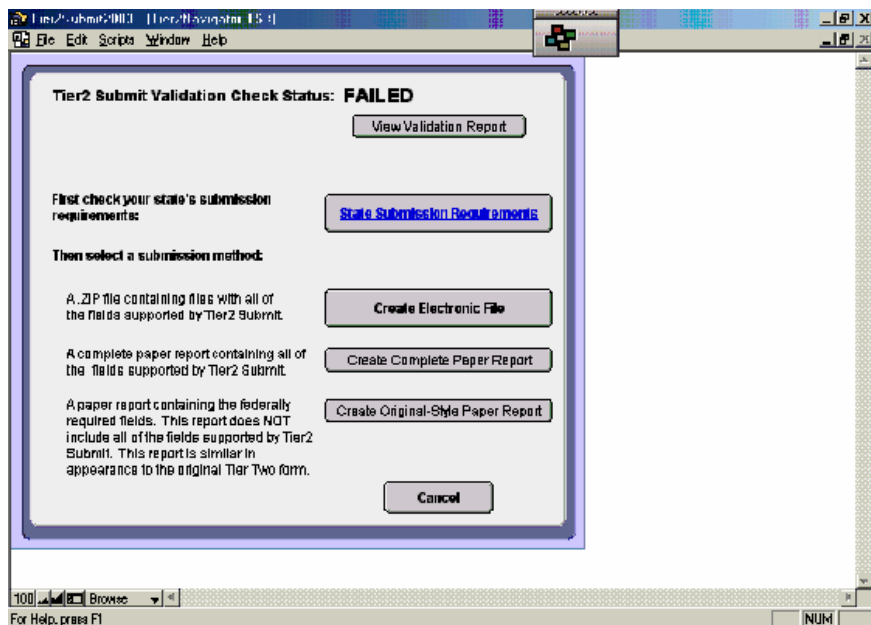 Tier2 Submit 2003 - [Tier2Navigator
File Edit Scripts Window Help
Tier2 Submit Validation Check Status: FAILED
View Validation Report
First check your state's submission
requirements:
State Submission Requirements
Then select a submission method:
A .ZIP file containing files with all of
the fields supported by Tier2 Submit.
Create Electronic File
A complete paper report containing all of
the fields supported by Tier2 Submit.
Create Complete Paper Report
A paper report containing the federally
required fields. This report does NOT
include all of the fields supported by Tier2
Submit. This report is similar in
appearance to the original Tier Two form.
Create Original-Style Paper Report
Cancel
100 Browse
For Help, press F1
NUM